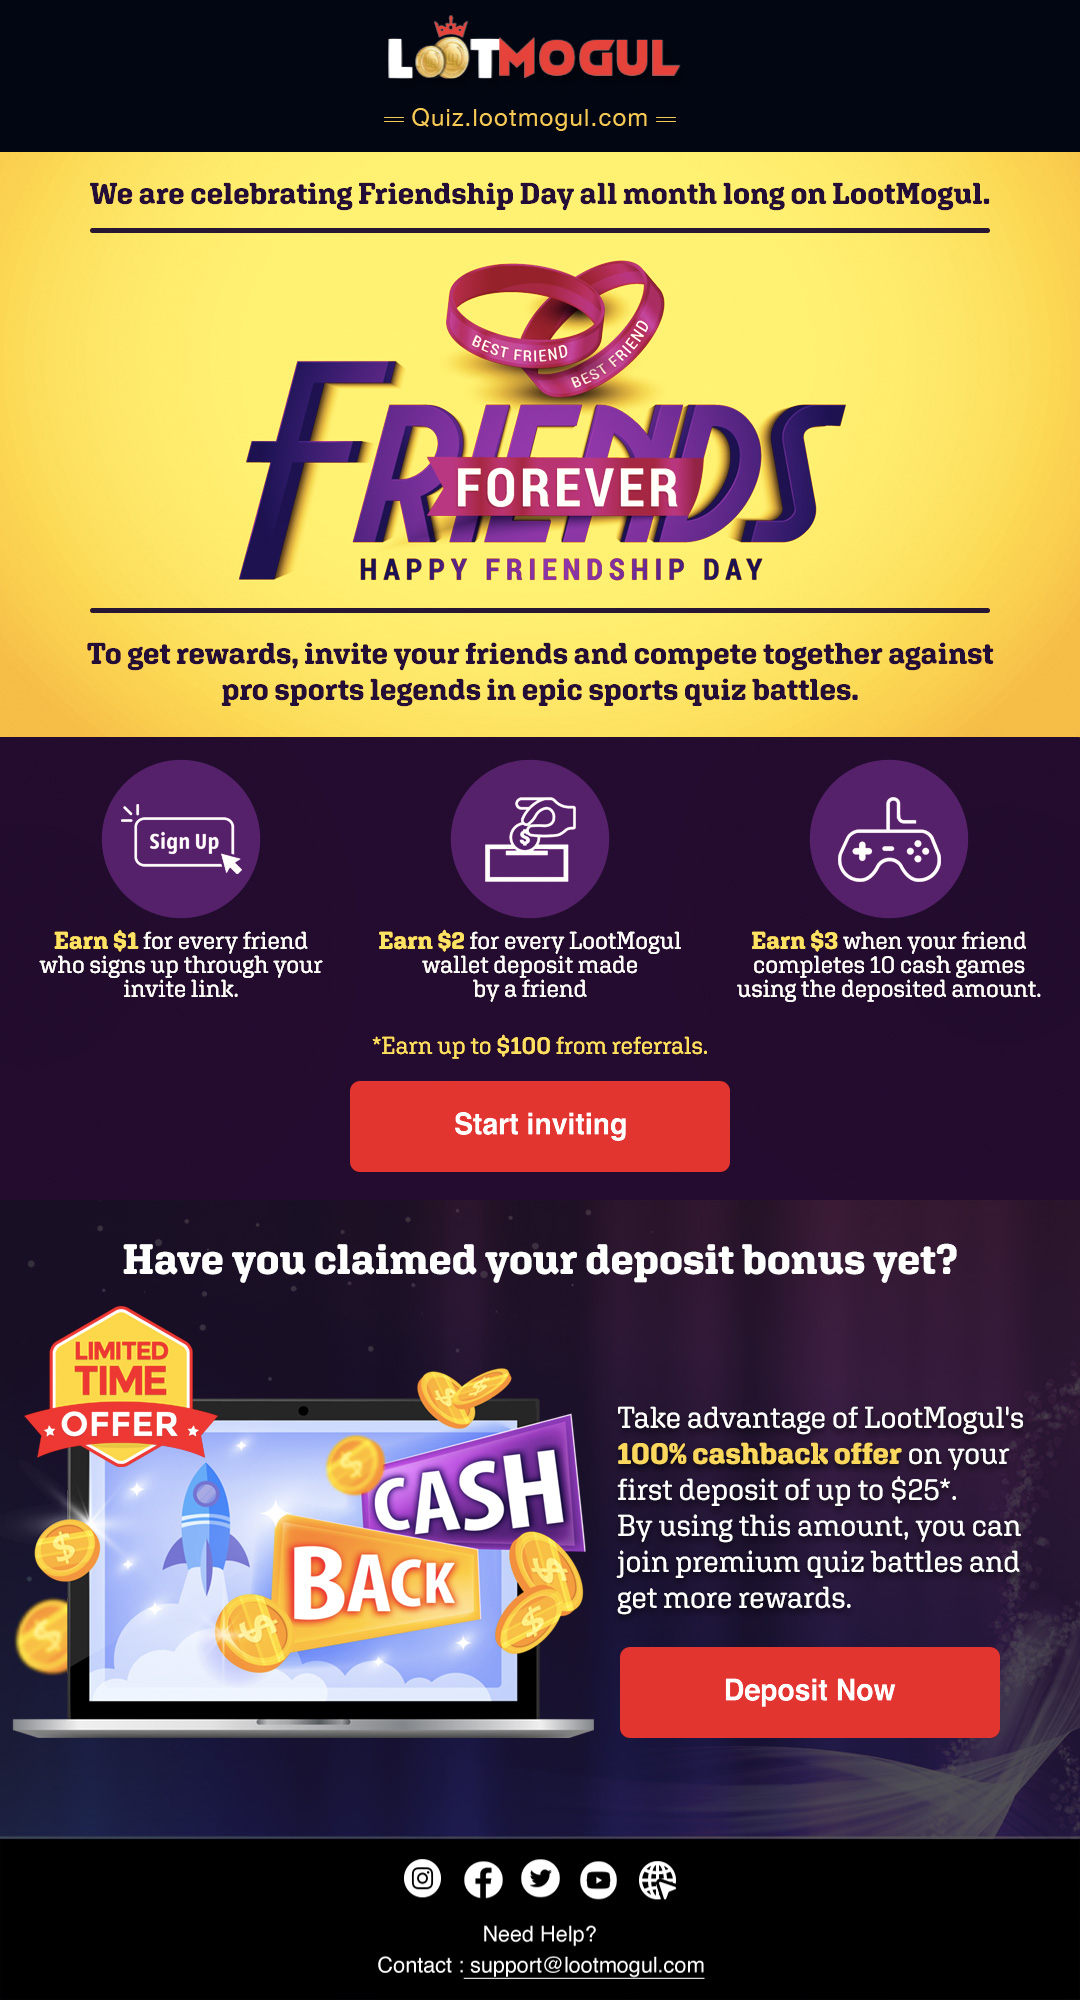 LOOTMOGUL
Quiz.lootmogul.com
We are celebrating Friendship Day all month long on LootMogul.
BEST FRIEND
BEST FRIEND
FRIENDS
FOREVER
HAPPY FRIENDSHIP DAY
To get rewards, invite your friends and compete together against
pro sports legends in epic sports quiz battles.
Sign Up
$
Earn $1 for every friend
who signs up through your
invite link.
Earn $2 for every LootMogul
wallet deposit made
by a friend
Earn $3 when your friend
completes 10 cash games
using the deposited amount.
*Earn up to $100 from referrals.
Start inviting
Have you claimed your deposit bonus yet?
LIMITED
TIME
OFFER
CASH
BACK
Take advantage of LootMogul's
100% cashback offer on your
first deposit of up to $25*.
By using this amount, you can
join premium quiz battles and
get more rewards.
Deposit Now
Need Help?
Contact : support@lootmogul.com